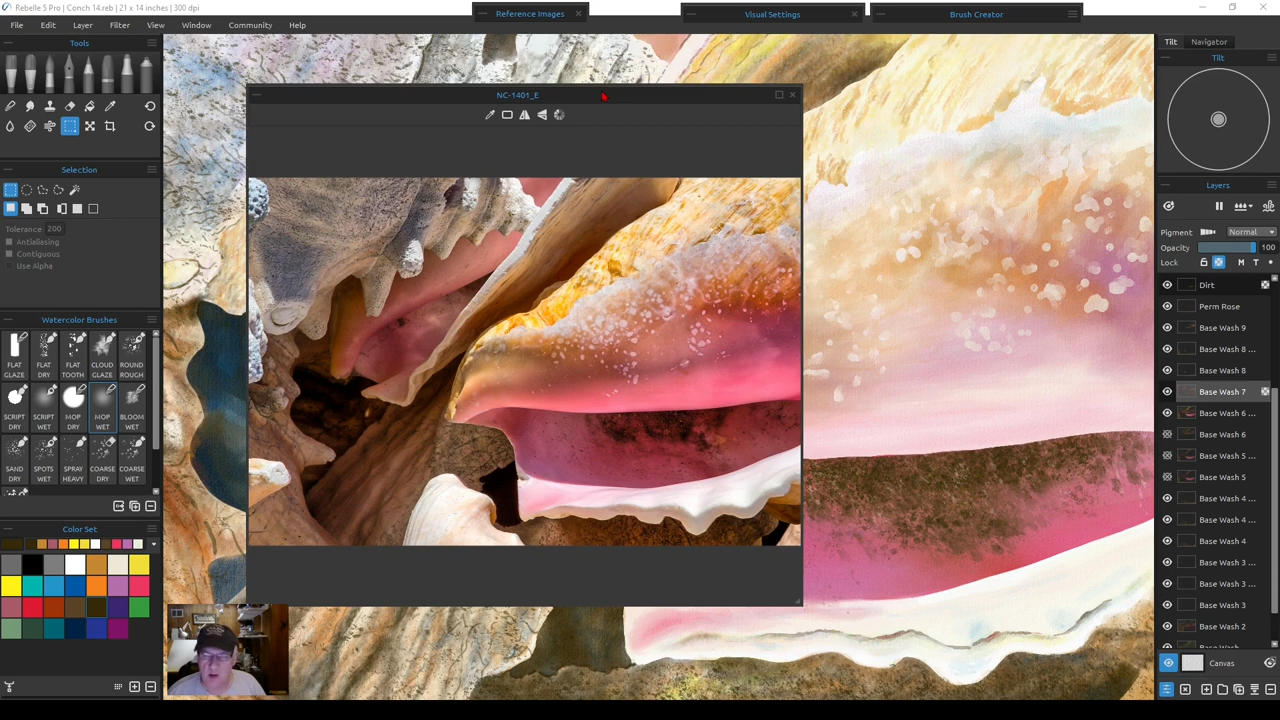 Rebelle 5 Pro | Conch 14.reb | 21 x 14 inches | 300 dpi
Reference Images
Visual Settings
Brush Creator
File Edit Layer Filter View Window Community Help
Tools
NC-1401_E
Tilt Navigator
Tilt
Selection
Tolerance 200
Antialiasing
Contiguous
Use Alpha
Layers
Pigment Normal
Opacity 100
Lock M T
Dirt
Perm Rose
Base Wash 9
Base Wash 8 ...
Base Wash 8
Base Wash 7
Base Wash 6 ...
Base Wash 6
Base Wash 5 ...
Base Wash 5
Base Wash 4 ...
Base Wash 4 ...
Base Wash 4
Base Wash 3 ...
Base Wash 3 ...
Base Wash 3
Base Wash 2
Canvas
Watercolor Brushes
FLAT GLAZE
FLAT DRY
FLAT TOOTH
CLOUD GLAZE
ROUND ROUGH
SCRIPT DRY
SCRIPT WET
MOP DRY
MOP WET
BLOOM WET
SAND DRY
SPOTS WET
SPRAY HEAVY
COARSE DRY
COARSE WET
Color Set